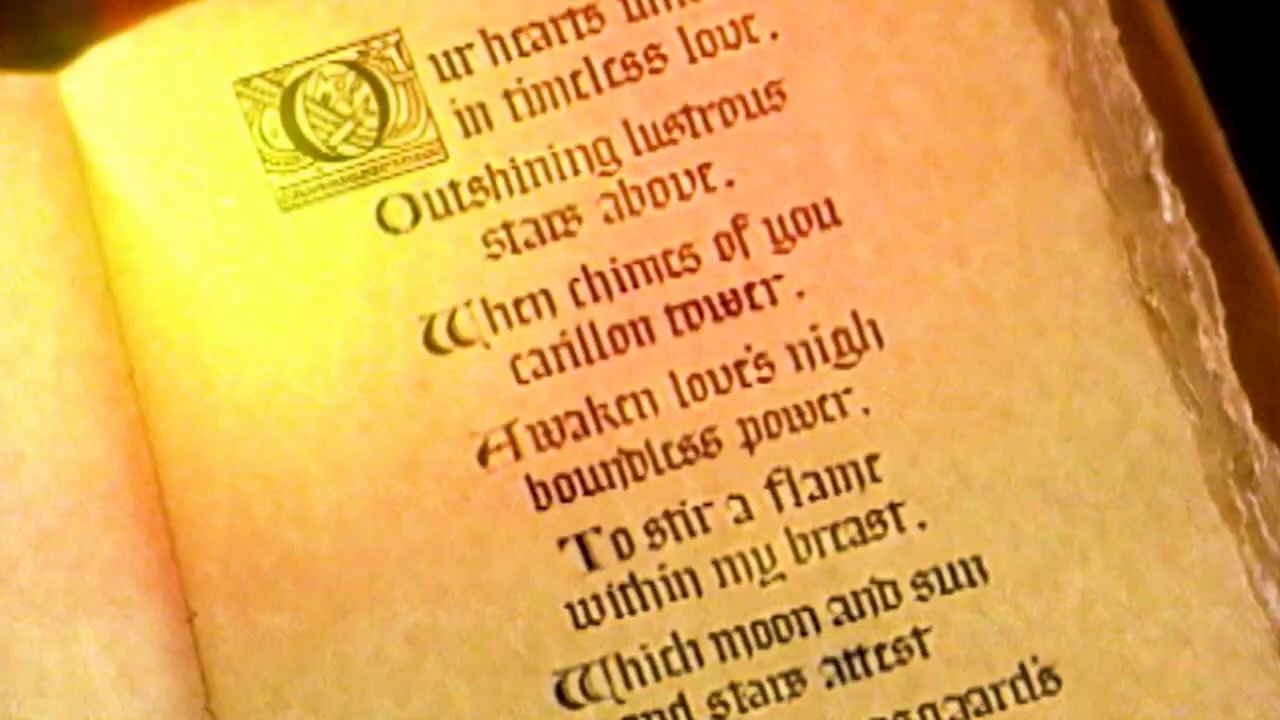 Our hearts
in timeless love.
Outshining lustrous
stars above.
When chimes of you
carillon tower.
Awaken love's nigh
boundless power.
To stir a flame
within my breast.
Which moon and sun
and stars attest